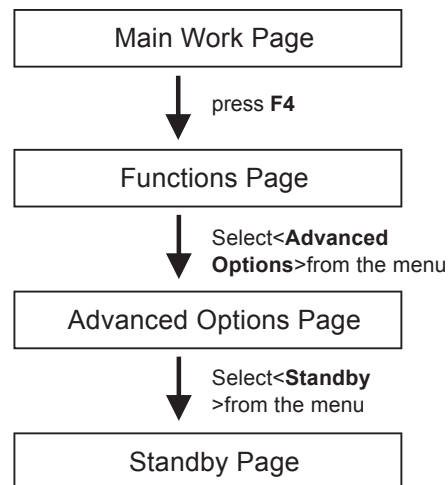 Main Work Page
press F4
Functions Page
Select<Advanced
Options>from the menu
Advanced Options Page
Select<Standby
>from the menu
Standby Page